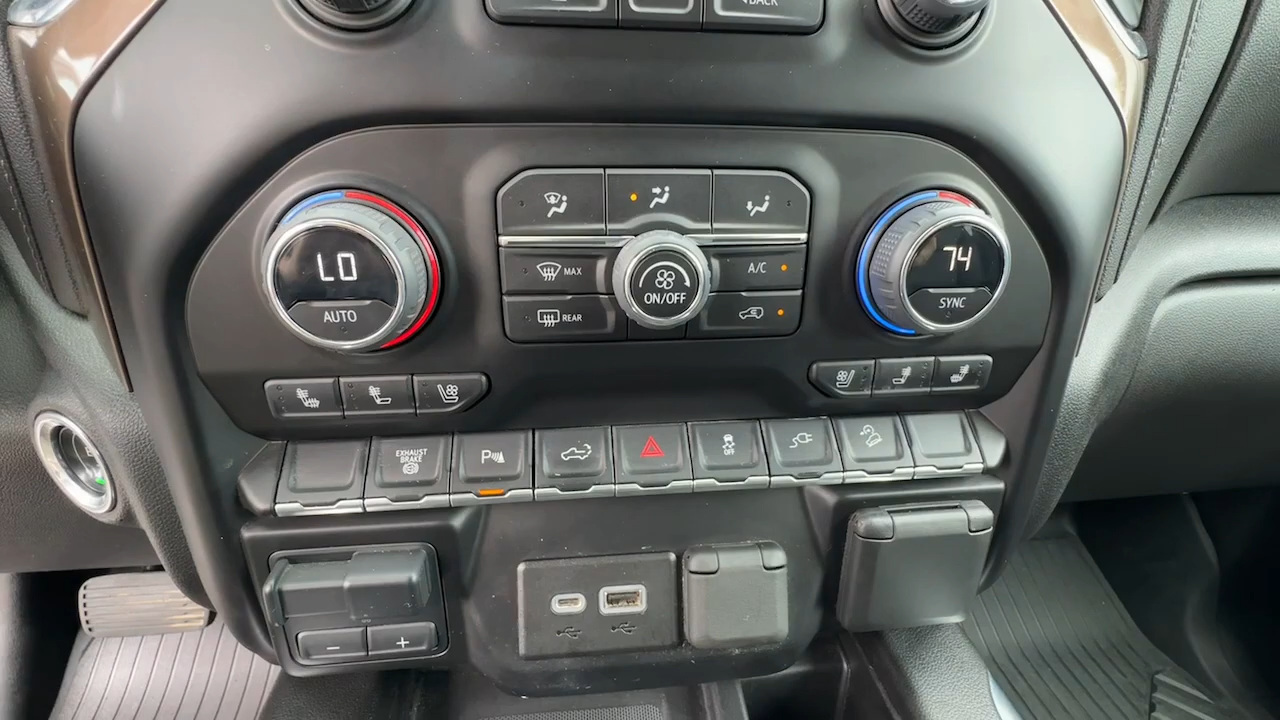 BACK
LO
AUTO
MAX
REAR
ON/OFF
A/C
74
SYNC
EXHAUST
BRAKE
P
OFF
− +